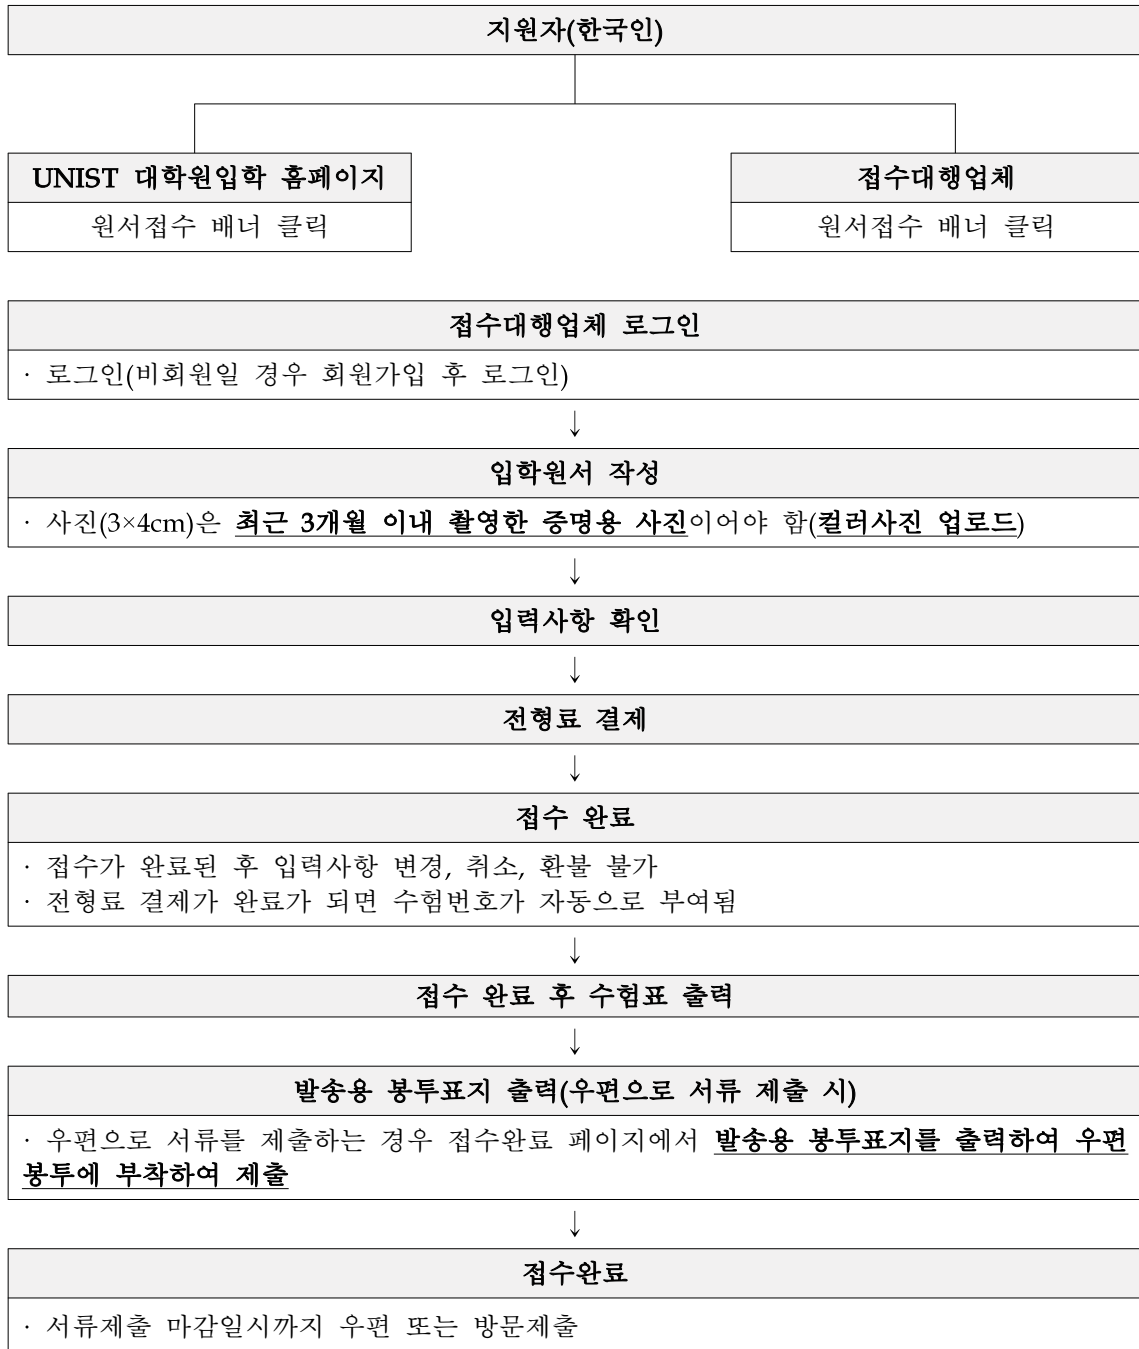 지원자(한국인)
UNIST 대학원입학 홈페이지
원서접수 배너 클릭
접수대행업체
원서접수 배너 클릭
접수대행업체 로그인
· 로그인(비회원일 경우 회원가입 후 로그인)
↓
입학원서 작성
· 사진(3×4cm)은 최근 3개월 이내 촬영한 증명용 사진이어야 함(컬러사진 업로드)
↓
입력사항 확인
↓
전형료 결제
↓
접수 완료
· 접수가 완료된 후 입력사항 변경, 취소, 환불 불가
· 전형료 결제가 완료가 되면 수험번호가 자동으로 부여됨
↓
접수 완료 후 수험표 출력
↓
발송용 봉투표지 출력(우편으로 서류 제출 시)
· 우편으로 서류를 제출하는 경우 접수완료 페이지에서 발송용 봉투표지를 출력하여 우편
봉투에 부착하여 제출
↓
접수완료
· 서류제출 마감일시까지 우편 또는 방문제출